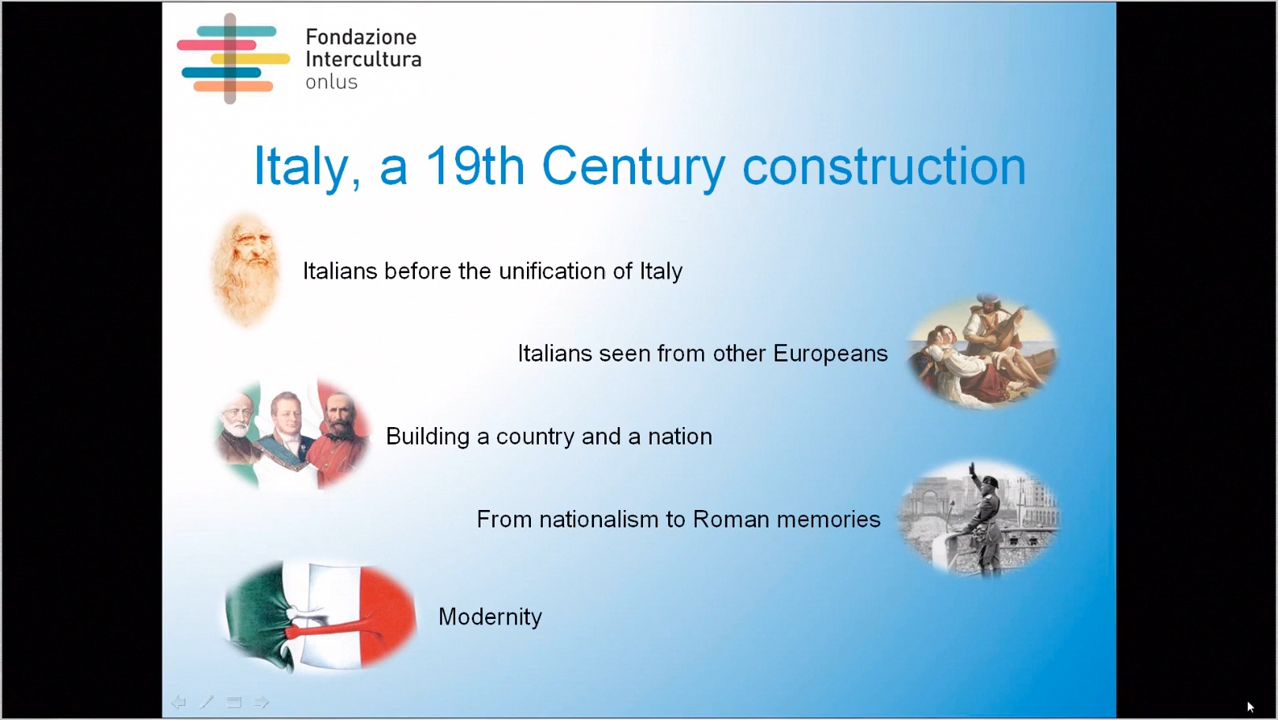 Fondazione
Intercultura
onlus
Italy, a 19th Century construction
Italians before the unification of Italy
Italians seen from other Europeans
Building a country and a nation
From nationalism to Roman memories
Modernity